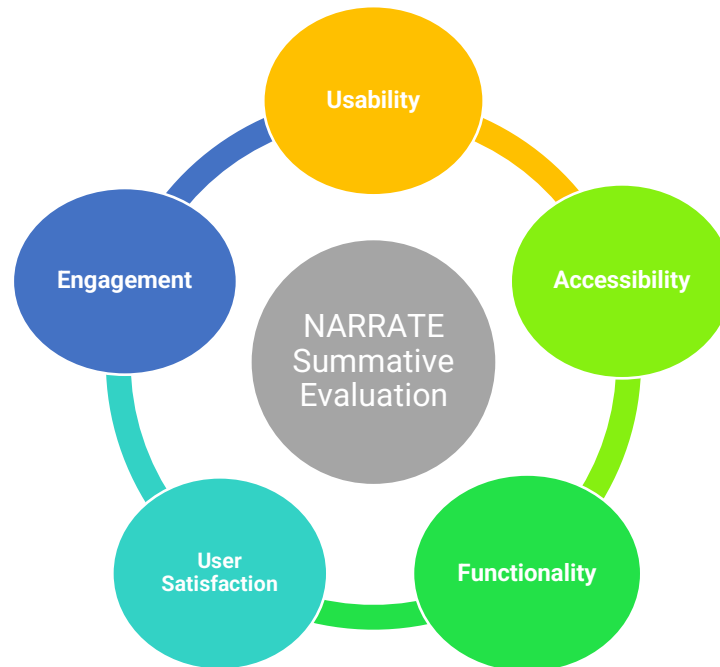 Usability
Engagement
Accessibility
NARRATE
Summative
Evaluation
User
Satisfaction
Functionality